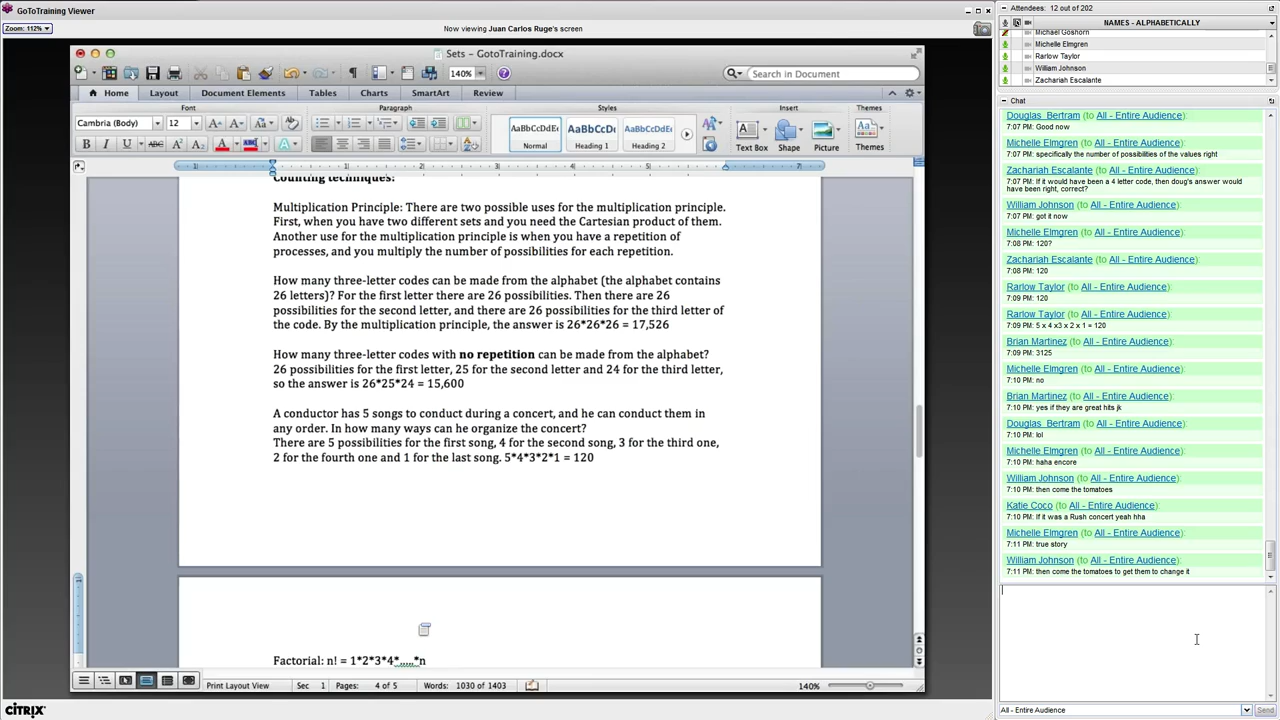 GoToTraining Viewer
Zoom: 112%
Now viewing Juan Carlos Ruge's screen
Sets - GotoTraining.docx
140%
Search in Document
Home Layout Document Elements Tables Charts SmartArt Review
Font Paragraph Styles Insert Themes
Cambria (Body) 12
AaBbCcDdEe AaBbCcDc AaBbCcDdEe
Normal Heading 1 Heading 2
Text Box Shape Picture Themes
Counting techniques:
Multiplication Principle: There are two possible uses for the multiplication principle.
First, when you have two different sets and you need the Cartesian product of them.
Another use for the multiplication principle is when you have a repetition of
processes, and you multiply the number of possibilities for each repetition.
How many three-letter codes can be made from the alphabet (the alphabet contains
26 letters)? For the first letter there are 26 possibilities. Then there are 26
possibilities for the second letter, and there are 26 possibilities for the third letter of
the code. By the multiplication principle, the answer is 26*26*26 = 17,526
How many three-letter codes with no repetition can be made from the alphabet?
26 possibilities for the first letter, 25 for the second letter and 24 for the third letter,
so the answer is 26*25*24 = 15,600
A conductor has 5 songs to conduct during a concert, and he can conduct them in
any order. In how many ways can he organize the concert?
There are 5 possibilities for the first song, 4 for the second song, 3 for the third one,
2 for the fourth one and 1 for the last song. 5*4*3*2*1 = 120
Factorial: n! = 1*2*3*4*.....*n
Print Layout View Sec 1 Pages: 4 of 5 Words: 1030 of 1403 140%
CITRIX
Attendees: 12 out of 202
NAMES - ALPHABETICALLY
Michael Goshorn
Michelle Elmgren
Rarlow Taylor
William Johnson
Zachariah Escalante
Chat
Douglas Bertram (to All - Entire Audience):
7:07 PM: Good now
Michelle Elmgren (to All - Entire Audience):
7:07 PM: specifically the number of possibilities of the values right
Zachariah Escalante (to All - Entire Audience):
7:07 PM: If it would have been a 4 letter code, then doug's answer would
have been right, correct?
William Johnson (to All - Entire Audience):
7:07 PM: got it now
Michelle Elmgren (to All - Entire Audience):
7:08 PM: 120?
Zachariah Escalante (to All - Entire Audience):
7:08 PM: 120
Rarlow Taylor (to All - Entire Audience):
7:09 PM: 120
Rarlow Taylor (to All - Entire Audience):
7:09 PM: 5 x 4 x3 x 2 x 1 = 120
Brian Martinez (to All - Entire Audience):
7:09 PM: 3125
Michelle Elmgren (to All - Entire Audience):
7:10 PM: no
Brian Martinez (to All - Entire Audience):
7:10 PM: yes if they are great hits jk
Douglas Bertram (to All - Entire Audience):
7:10 PM: lol
Michelle Elmgren (to All - Entire Audience):
7:10 PM: haha encore
William Johnson (to All - Entire Audience):
7:10 PM: then come the tomatoes
Katie Coco (to All - Entire Audience):
7:10 PM: If it was a Rush concert yeah hha
Michelle Elmgren (to All - Entire Audience):
7:11 PM: true story
William Johnson (to All - Entire Audience):
7:11 PM: then come the tomatoes to get them to change it
All - Entire Audience
Send